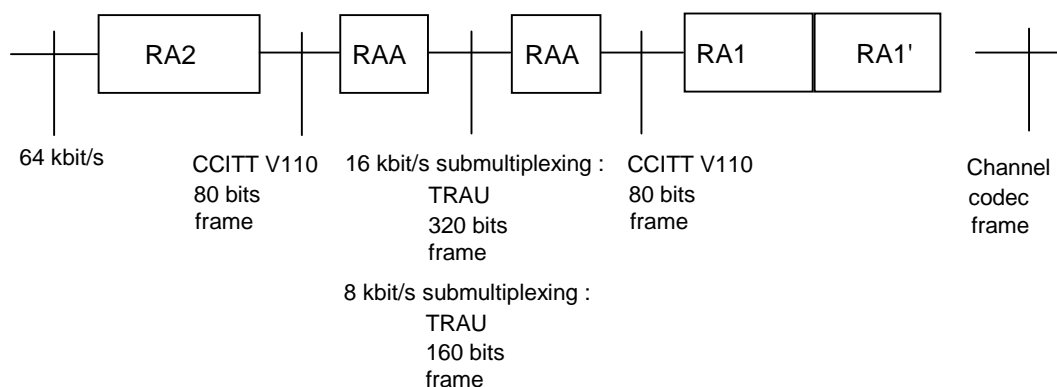 RA2
RAA
RAA
RA1
RA1'
64 kbit/s
CCITT V110
80 bits
frame
16 kbit/s submultiplexing :
TRAU
320 bits
frame
8 kbit/s submultiplexing :
TRAU
160 bits
frame
CCITT V110
80 bits
frame
Channel
codec
frame